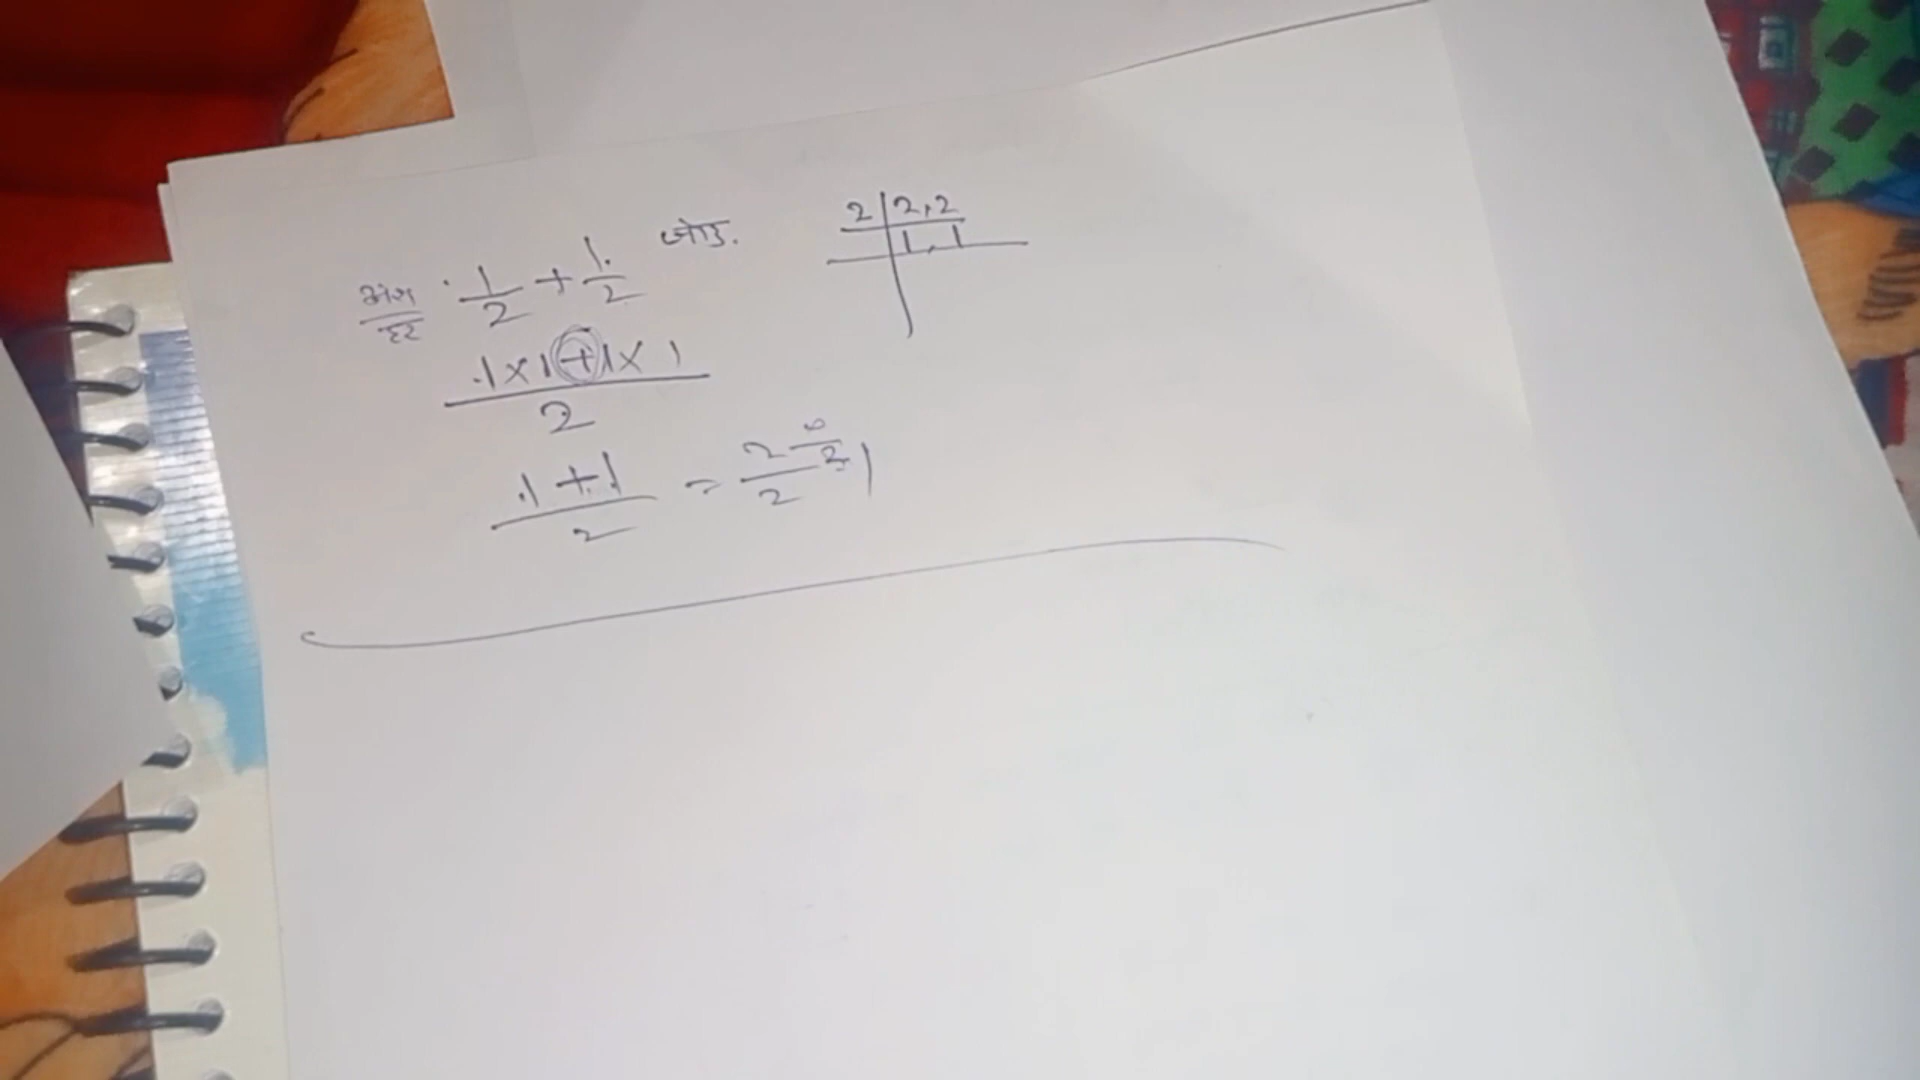 जोड़.
अंश/हर 1/2 + 1/2
1×1+1×1/2
1+1/2 = 2/2 1
2 | 2,2
1,1